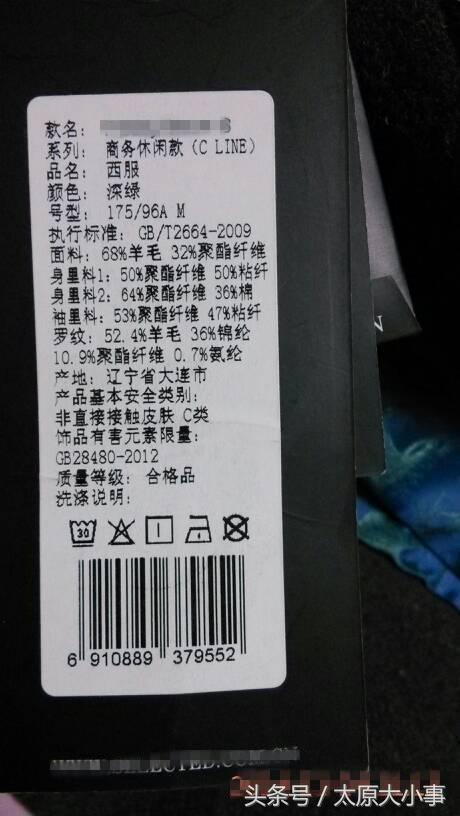 款名:
系列: 商务休闲款 (C LINE)
品名: 西服
颜色: 深绿
号型: 175/96A M
执行标准: GB/T2664-2009
面料: 68%羊毛 32%聚酯纤维
身里料1: 50%聚酯纤维 50%粘纤
身里料2: 64%聚酯纤维 36%棉
袖里料: 53%聚酯纤维 47%粘纤
罗纹: 52.4%羊毛 36%锦纶
10.9%聚酯纤维 0.7%氨纶
产地: 辽宁省大连市
产品基本安全类别:
非直接接触皮肤 C类
饰品有害元素限量:
GB28480-2012
质量等级: 合格品
洗涤说明:
30
6 910889 379552
头条号 / 太原大小事